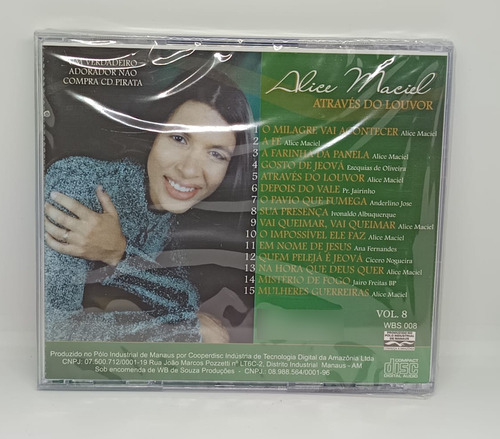 UM VERDADEIRO
ADORADOR NÃO
COMPRA CD PIRATA
Alice Maciel
ATRAVÉS DO LOUVOR
1 O MILAGRE VAI ACONTECER Alice Maciel
2 A FÉ Alice Maciel
3 A FARINHA DA PANELA Alice Maciel
4 GOSTO DE JEOVÁ Ezequias de Oliveira
5 ATRAVÉS DO LOUVOR Alice Maciel
6 DEPOIS DO VALE Pr. Jairinho
7 O PAVIO QUE FUMEGA Anderlino Jose
8 SUA PRESENÇA Ivonaldo Albuquerque
9 VAI QUEIMAR, VAI QUEIMAR Alice Maciel
10 O IMPOSSÍVEL ELE FAZ Alice Maciel
11 EM NOME DE JESUS Ana Fernandes
12 QUEM PELEJA É JEOVÁ Cícero Nogueira
13 NA HORA QUE DEUS QUER Alice Maciel
14 MISTÉRIO DE FOGO Jairo Freitas BP
15 MULHERES GUERREIRAS Alice Maciel
VOL. 8
WBS 008
Produzido no Pólo Industrial de Manaus por Cooperdisc Indústria de Tecnologia Digital da Amazônia Ltda
CNPJ: 07.500.712/0001-19 Rua João Marcos Pozzetti nº LT6C-2, Distrito Industrial Manaus - AM
Sob encomenda de WB de Souza Produções - CNPJ: 08.988.564/0001-96
COMPACT
disc
DIGITAL AUDIO